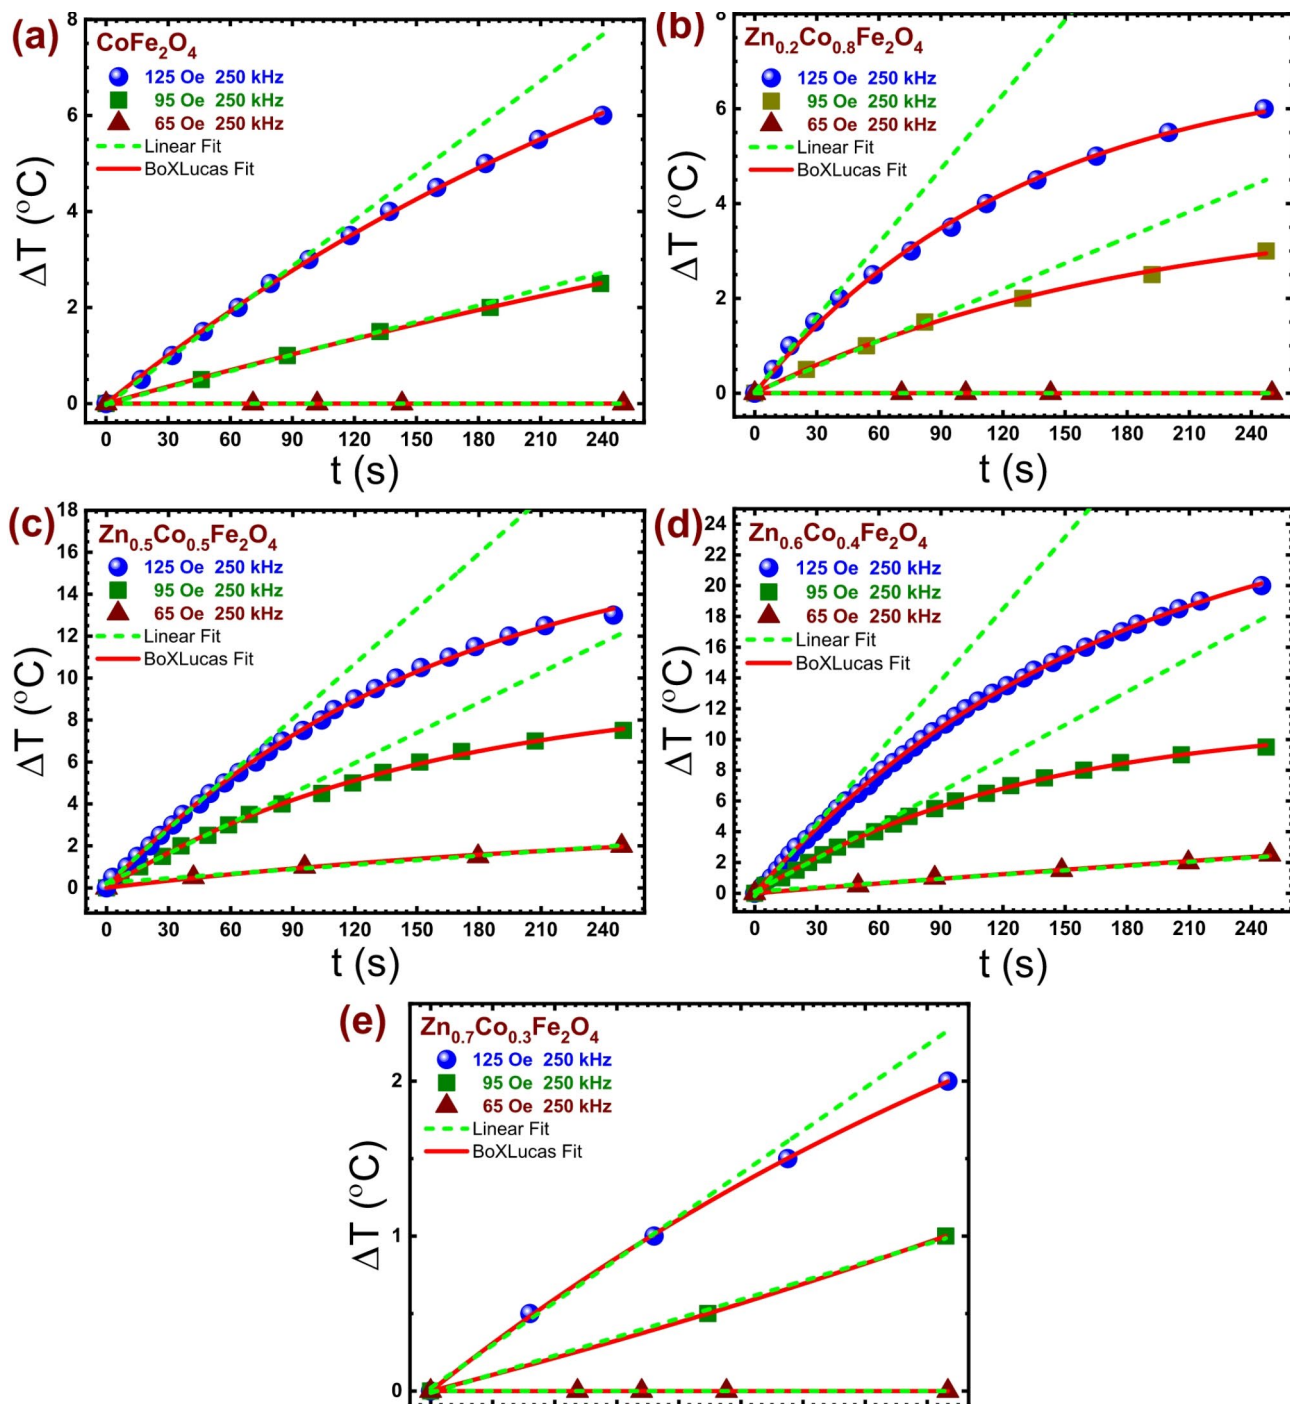 (a)
CoFe₂O₄
125 Oe 250 kHz
95 Oe 250 kHz
65 Oe 250 kHz
Linear Fit
BoXLucas Fit
8
6
4
2
0
ΔT (°C)
0 30 60 90 120 150 180 210 240
t (s)
(b)
Zn₀.₂Co₀.₈Fe₂O₄
125 Oe 250 kHz
95 Oe 250 kHz
65 Oe 250 kHz
Linear Fit
BoXLucas Fit
8
6
4
2
0
ΔT (°C)
0 30 60 90 120 150 180 210 240
t (s)
(c)
Zn₀.₅Co₀.₅Fe₂O₄
125 Oe 250 kHz
95 Oe 250 kHz
65 Oe 250 kHz
Linear Fit
BoXLucas Fit
18
16
14
12
10
8
6
4
2
0
ΔT (°C)
0 30 60 90 120 150 180 210 240
t (s)
(d)
Zn₀.₆Co₀.₄Fe₂O₄
125 Oe 250 kHz
95 Oe 250 kHz
65 Oe 250 kHz
Linear Fit
BoXLucas Fit
24
22
20
18
16
14
12
10
8
6
4
2
0
ΔT (°C)
0 30 60 90 120 150 180 210 240
t (s)
(e)
Zn₀.₇Co₀.₃Fe₂O₄
125 Oe 250 kHz
95 Oe 250 kHz
65 Oe 250 kHz
Linear Fit
BoXLucas Fit
2
1
0
ΔT (°C)